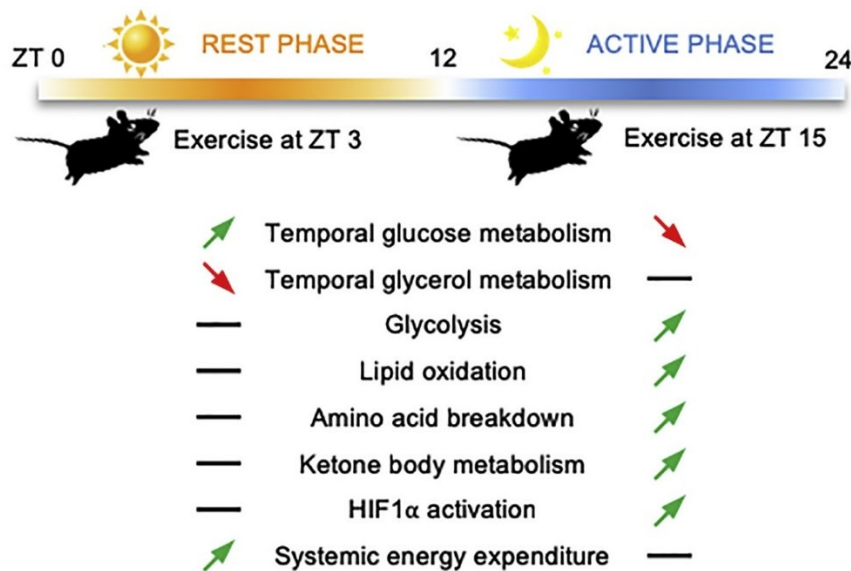 ZT 0 REST PHASE 12 ACTIVE PHASE 24
Exercise at ZT 3 Exercise at ZT 15
Temporal glucose metabolism
Temporal glycerol metabolism
Glycolysis
Lipid oxidation
Amino acid breakdown
Ketone body metabolism
HIF1α activation
Systemic energy expenditure